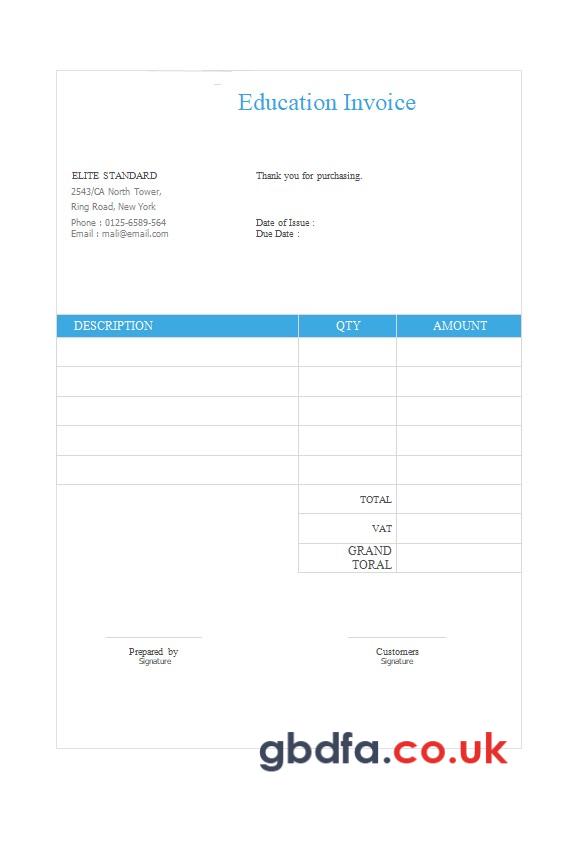 Education Invoice
ELITE STANDARD
Thank you for purchasing.
2543/CA North Tower,
Ring Road, New York
Phone : 0125-6589-564
Date of Issue :
Email : mali@email.com
Due Date :
DESCRIPTION QTY AMOUNT
TOTAL
VAT
GRAND
TORAL
Prepared by
Signature
Customers
Signature
gbdfa.co.uk